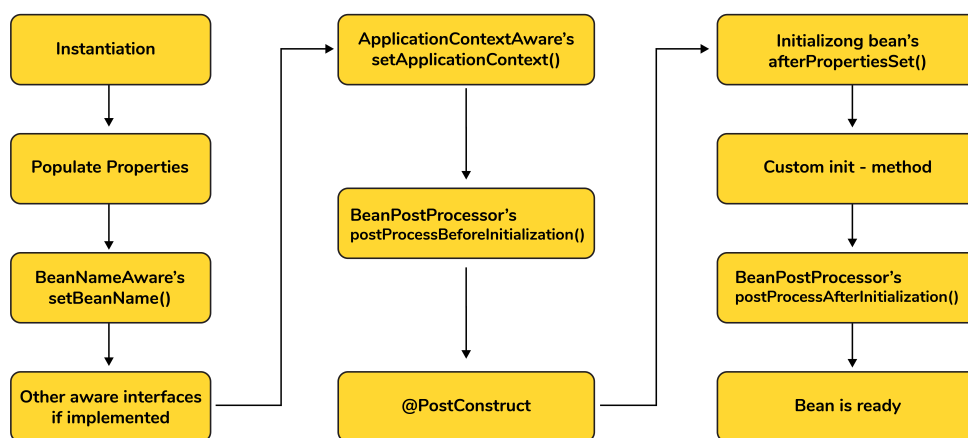 Instantiation
Populate Properties
BeanNameAware's
setBeanName()
Other aware interfaces
if implemented
ApplicationContextAware's
setApplicationContext()
BeanPostProcessor's
postProcessBeforeInitialization()
@PostConstruct
Initializong bean's
afterPropertiesSet()
Custom init - method
BeanPostProcessor's
postProcessAfterInitialization()
Bean is ready